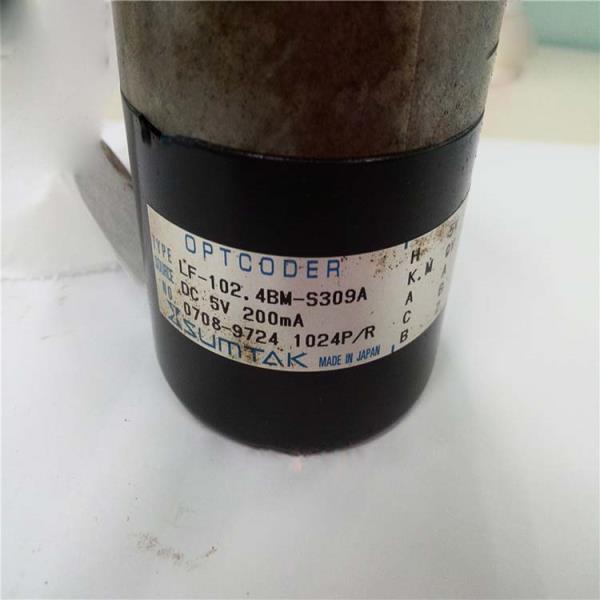 OPTCODER
TYPE LF-102.4BM-S309A
SOURCE DC 5V 200mA
NO. 0708-9724 1024P/R
SUMTAK MADE IN JAPAN
H
K.M
A
C
B